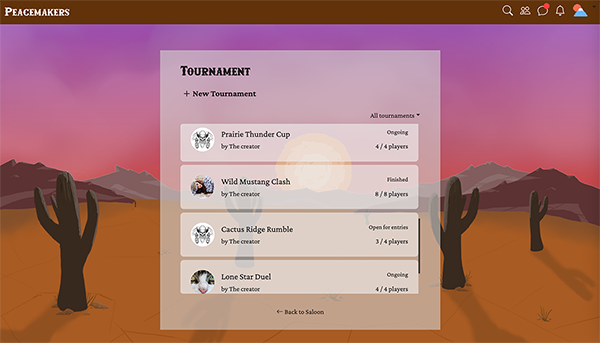 Peacemakers
Tournament
+ New Tournament
All tournaments
Prairie Thunder Cup
Ongoing
by The creator
4 / 4 players
Wild Mustang Clash
Finished
by The creator
8 / 8 players
Cactus Ridge Rumble
Open for entries
by The creator
3 / 4 players
Lone Star Duel
Ongoing
by The creator
4 / 4 players
← Back to Saloon